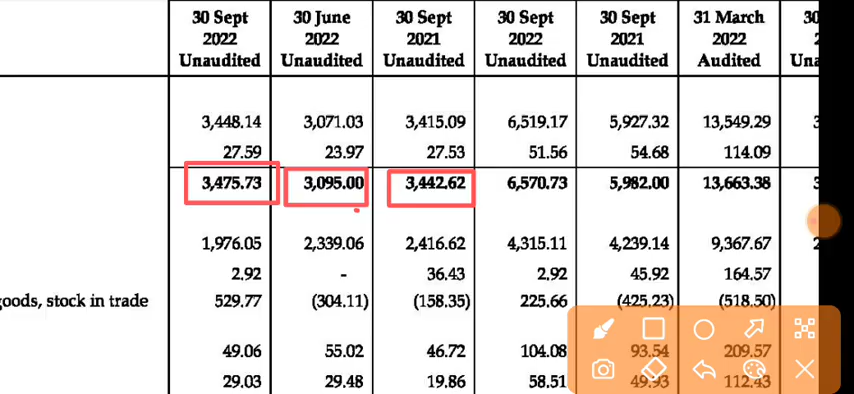 30 Sept 30 June 30 Sept 30 Sept 30 Sept 31 March 30
2022 2022 2021 2022 2021 2022
Unaudited Unaudited Unaudited Unaudited Unaudited Audited Una
3,448.14 3,071.03 3,415.09 6,519.17 5,927.32 13,549.29 3
27.59 23.97 27.53 51.56 54.68 114.09
3,475.73 3,095.00 3,442.62 6,570.73 5,982.00 13,663.38 3
1,976.05 2,339.06 2,416.62 4,315.11 4,239.14 9,367.67 2
2.92 - 36.43 2.92 45.92 164.57
goods, stock in trade 529.77 (304.11) (158.35) 225.66 (425.23) (518.50)
49.06 55.02 46.72 104.08 93.54 209.57
29.03 29.48 19.86 58.51 49.93 112.43